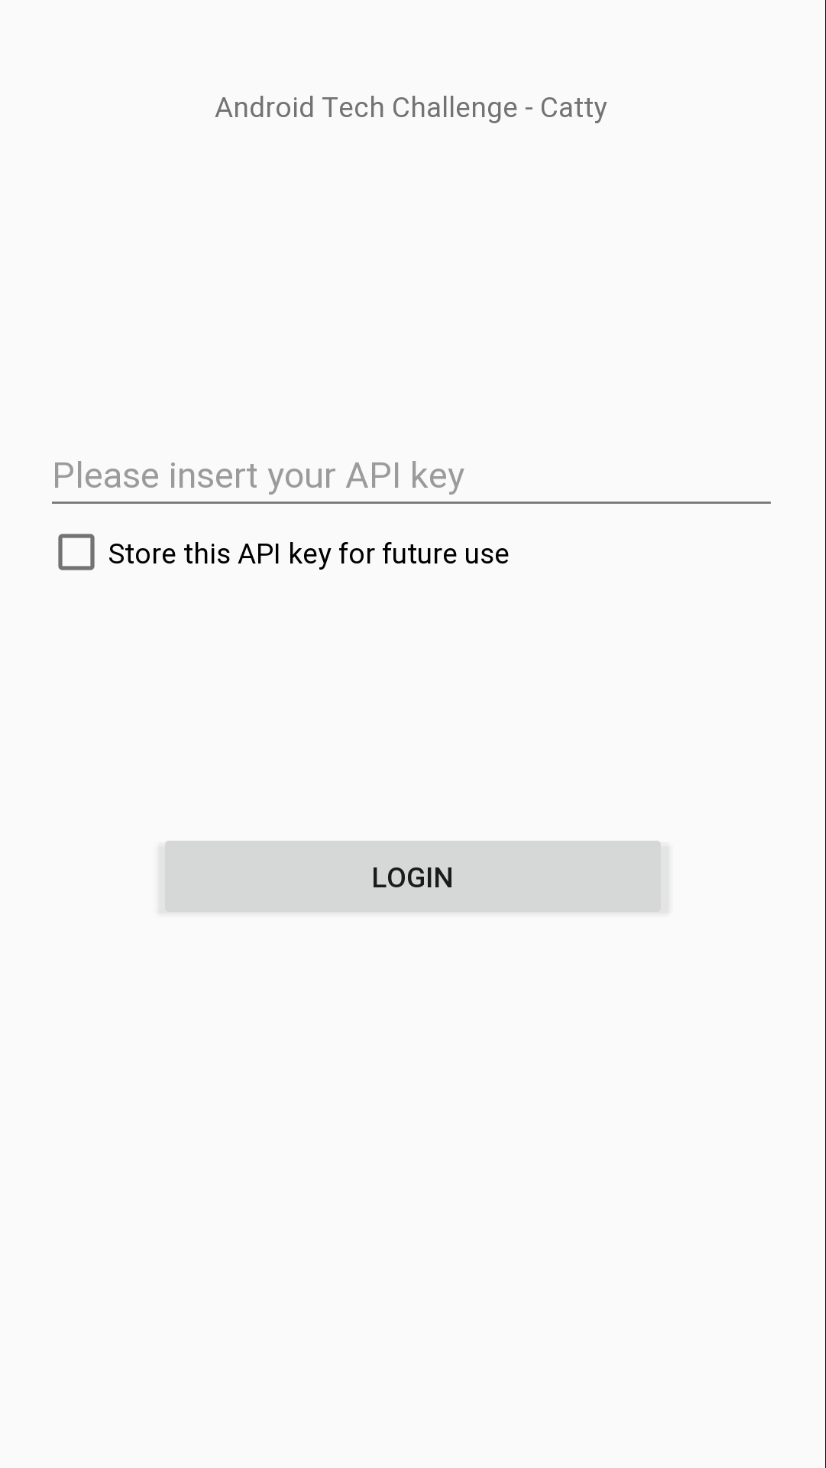 Android Tech Challenge - Catty
Please insert your API key
Store this API key for future use
LOGIN